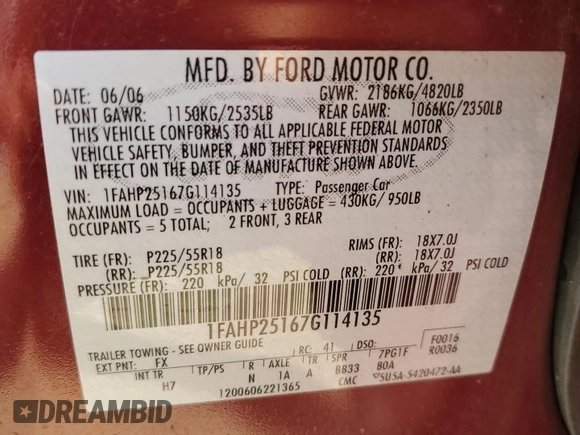 MFD. BY FORD MOTOR CO.
DATE: 06/06 GVWR: 2186KG/4820LB
FRONT GAWR: 1150KG/2535LB REAR GAWR: 1066KG/2350LB
THIS VEHICLE CONFORMS TO ALL APPLICABLE FEDERAL MOTOR
VEHICLE SAFETY, BUMPER, AND THEFT PREVENTION STANDARDS
IN EFFECT ON THE DATE OF MANUFACTURE SHOWN ABOVE.
VIN: 1FAHP25167G114135 TYPE: Passenger Car
MAXIMUM LOAD = OCCUPANTS + LUGGAGE = 430KG/ 950LB
OCCUPANTS = 5 TOTAL: 2 FRONT, 3 REAR
TIRE (FR): P225/55R18 RIMS (FR): 18X7.0J
(RR): P225/55R18 (RR): 18X7.0J
PRESSURE (FR): 220 kPa/ 32 PSI COLD (RR): 220 kPa/ 32 PSI COLD
1FAHP25167G114135
TRAILER TOWING - SEE OWNER GUIDE
EXT PNT: FX RC: 41 DSO: F0016
R0036
INT TR TP/PS R AXLE TR SPR 7PG1F
H7 N 1A A BB33 80A
1200606221365 CMC 5U5A-5420472-AA
DREAMBID